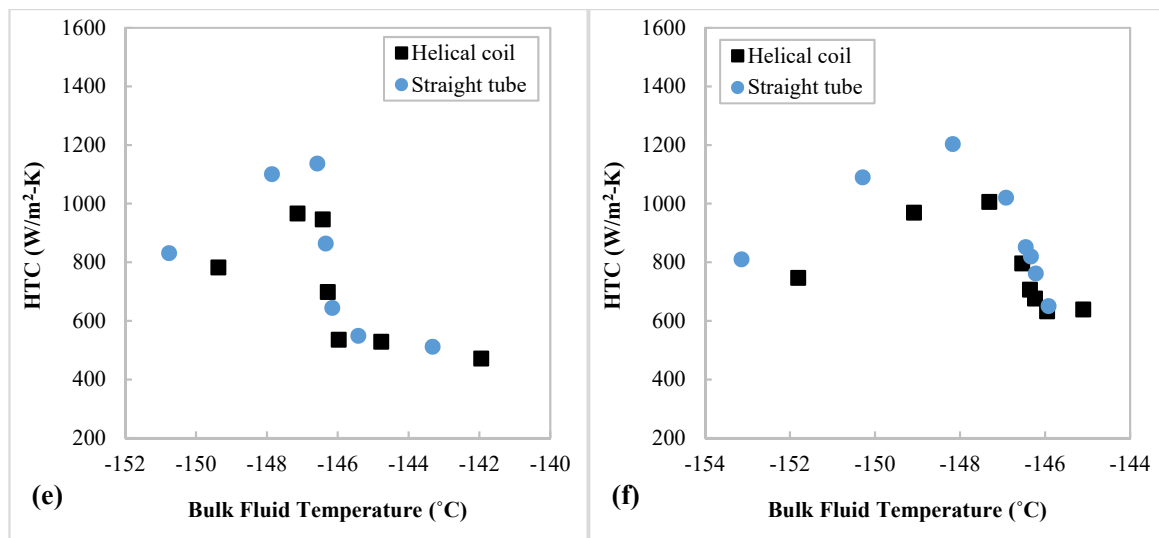 1600
1400
1200
1000
800
600
400
200
HTC (W/m²-K)
Helical coil
Straight tube
-152 -150 -148 -146 -144 -142 -140
Bulk Fluid Temperature (˚C)
(e)
1600
1400
1200
1000
800
600
400
200
HTC (W/m²-K)
Helical coil
Straight tube
-154 -152 -150 -148 -146 -144
Bulk Fluid Temperature (˚C)
(f)